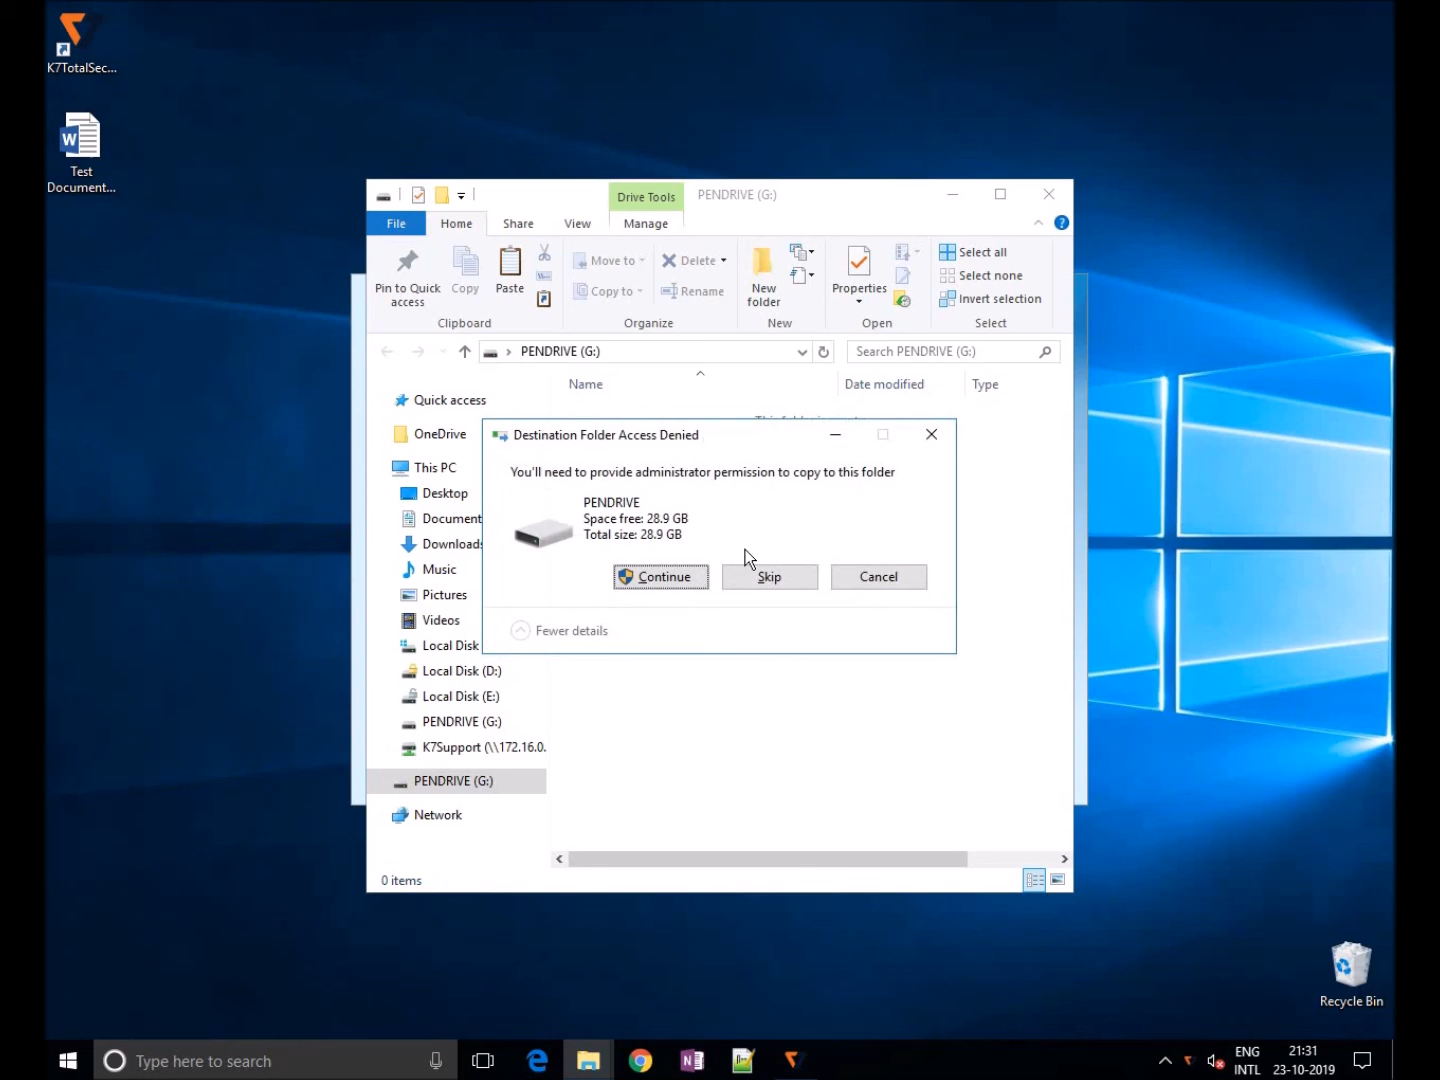 K7TotalSec...
Test
Document...
Drive Tools
PENDRIVE (G:)
File
Home
Share
View
Manage
Pin to Quick
access
Copy
Paste
Move to
Copy to
Delete
Rename
New
folder
Properties
Select all
Select none
Invert selection
Clipboard
Organize
New
Open
Select
PENDRIVE (G:)
Search PENDRIVE (G:)
Name
Date modified
Type
Quick access
OneDrive
This PC
Desktop
Document
Downloads
Music
Pictures
Videos
Local Disk
Local Disk (D:)
Local Disk (E:)
PENDRIVE (G:)
K7Support (\\172.16.0.
PENDRIVE (G:)
Network
Destination Folder Access Denied
You'll need to provide administrator permission to copy to this folder
PENDRIVE
Space free: 28.9 GB
Total size: 28.9 GB
Continue
Skip
Cancel
Fewer details
0 items
Recycle Bin
Type here to search
ENG
INTL
21:31
23-10-2019